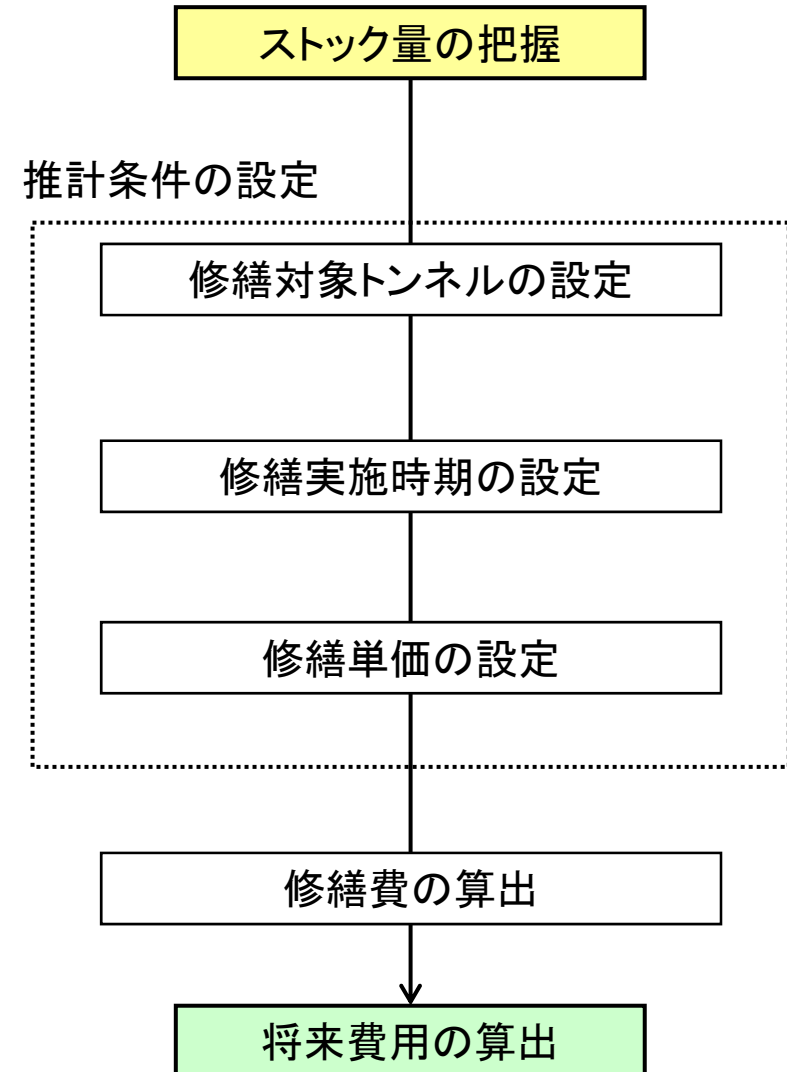 ストック量の把握
推計条件の設定
修繕対象トンネルの設定
修繕実施時期の設定
修繕単価の設定
修繕費の算出
将来費用の算出